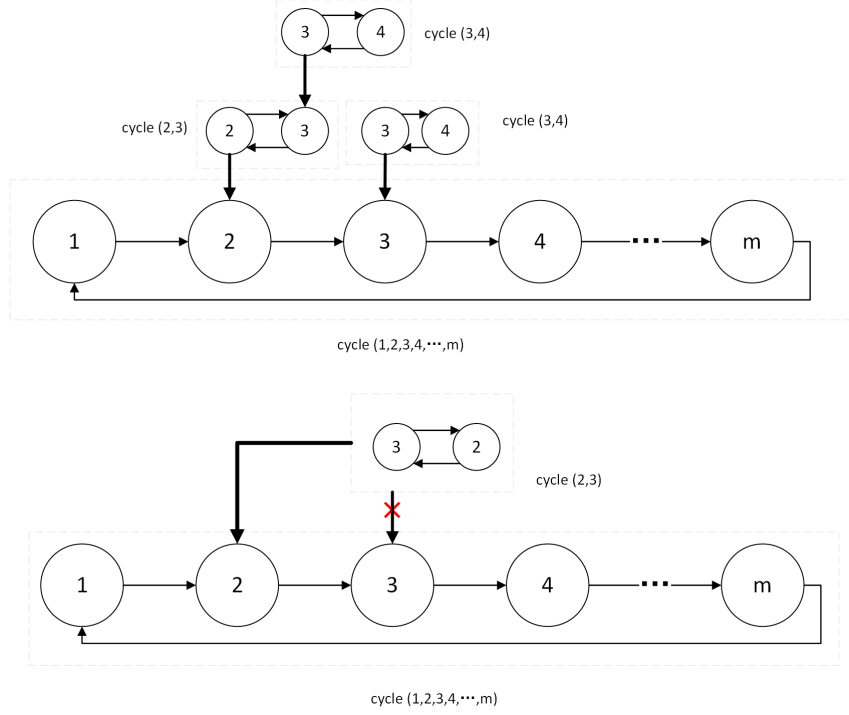 3 4 cycle (3,4)
cycle (2,3) 2 3 3 4 cycle (3,4)
1 2 3 4 ... m
cycle (1,2,3,4,...,m)
3 2
cycle (2,3)
1 2 3 4 ... m
cycle (1,2,3,4,...,m)